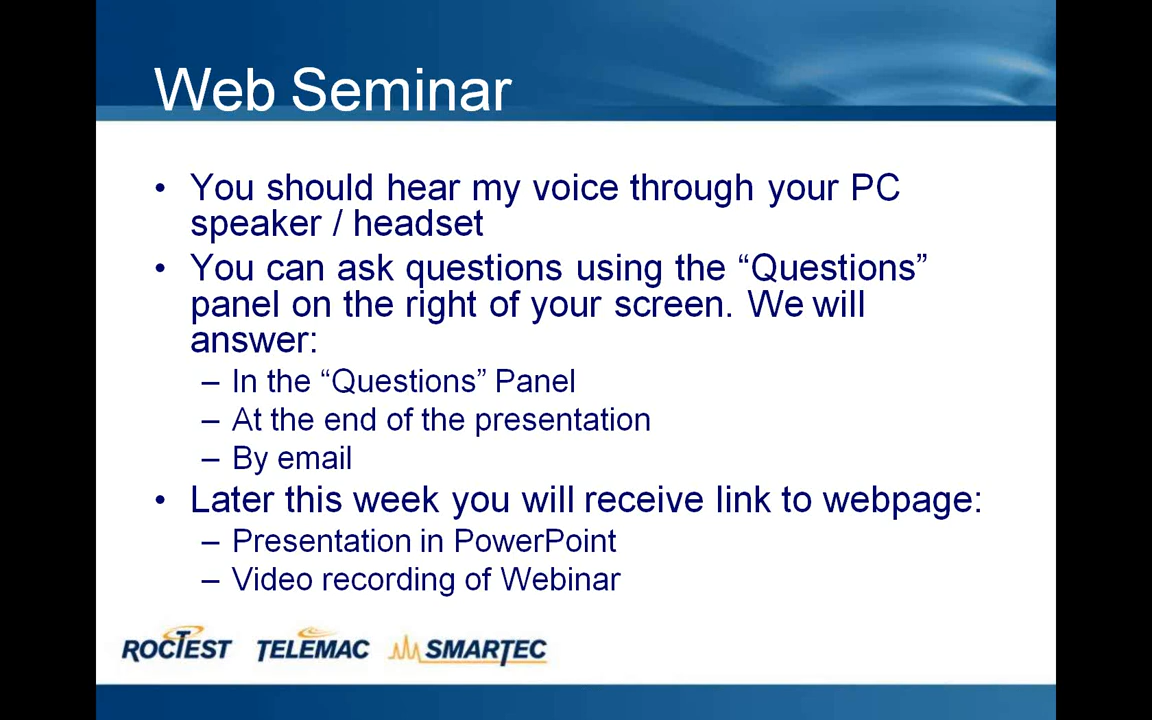 Web Seminar
• You should hear my voice through your PC
speaker / headset
• You can ask questions using the “Questions”
panel on the right of your screen. We will
answer:
– In the “Questions” Panel
– At the end of the presentation
– By email
• Later this week you will receive link to webpage:
– Presentation in PowerPoint
– Video recording of Webinar
ROCTEST TELEMAC SMARTEC